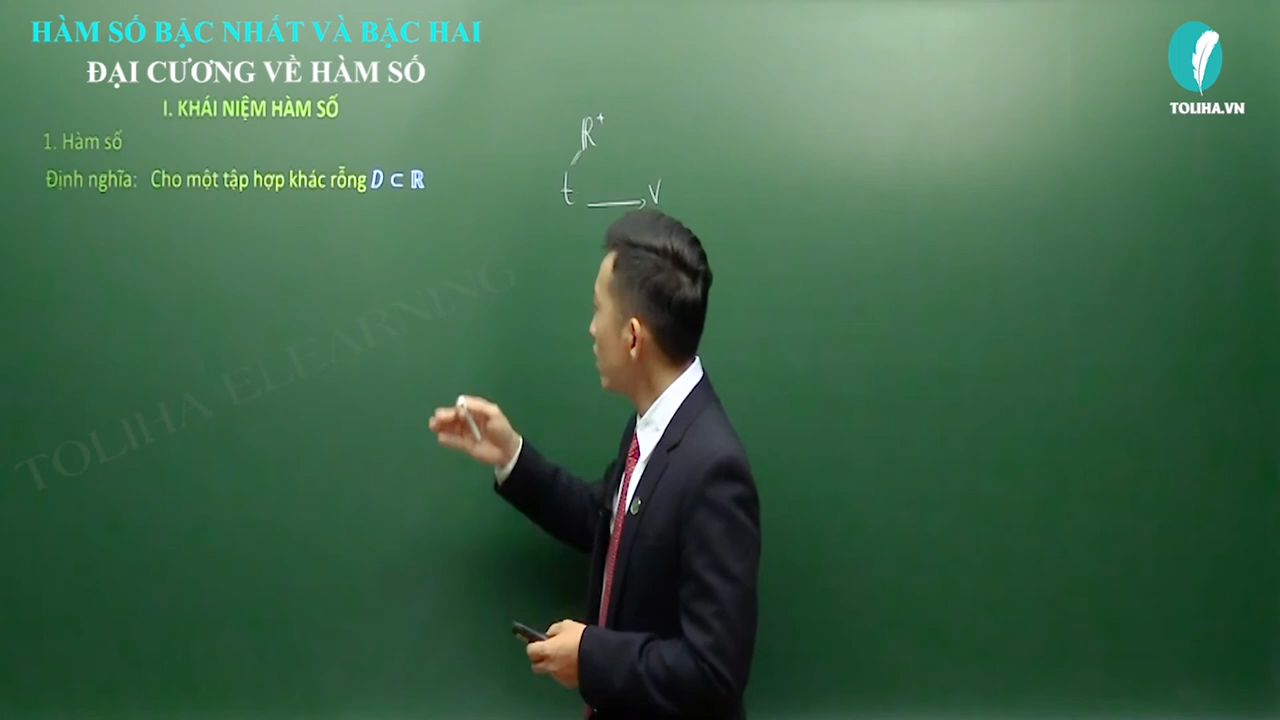 HÀM SỐ BẬC NHẤT VÀ BẬC HAI
ĐẠI CƯƠNG VỀ HÀM SỐ
I. KHÁI NIỆM HÀM SỐ
1. Hàm số
Định nghĩa: Cho một tập hợp khác rỗng D ⊂ ℝ
ℝ⁺
t → V
TOLIHA.VN
TOLIHA ELEARNING